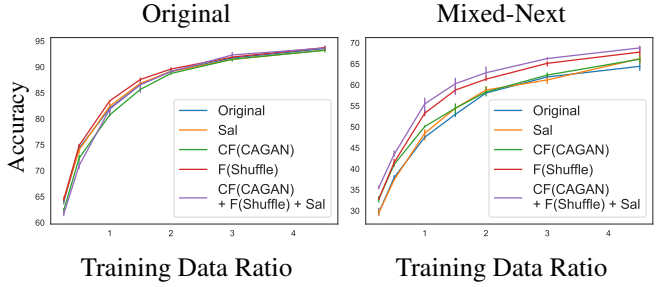 Original
Mixed-Next
Accuracy
95
90
85
80
75
70
65
60
1
2
3
4
Original
Sal
CF(CAGAN)
F(Shuffle)
CF(CAGAN)
+ F(Shuffle) + Sal
Training Data Ratio
70
65
60
55
50
45
40
35
30
1
2
3
4
Original
Sal
CF(CAGAN)
F(Shuffle)
CF(CAGAN)
+ F(Shuffle) + Sal
Training Data Ratio